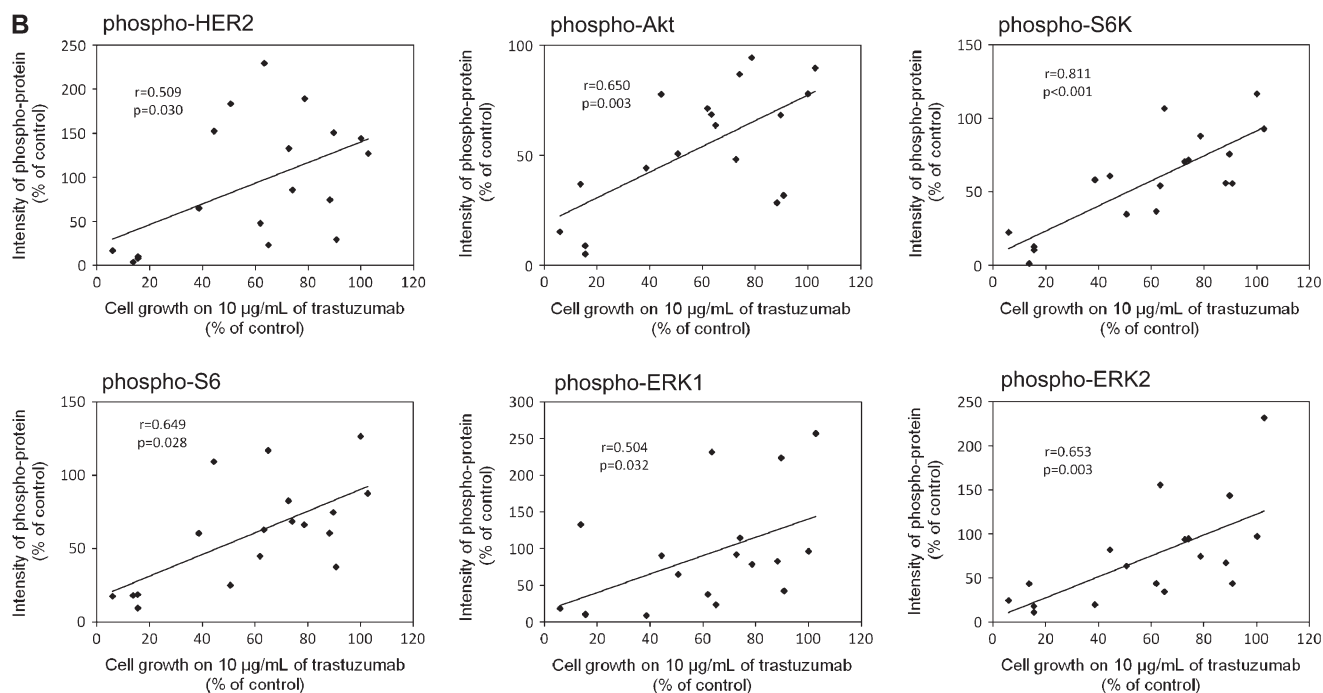 B
phospho-HER2
Intensity of phospho-protein
(% of control)
250
200
150
100
50
0
r=0.509
p=0.030
0 20 40 60 80 100 120
Cell growth on 10 µg/mL of trastuzumab
(% of control)
phospho-Akt
Intensity of phospho-protein
(% of control)
100
50
0
r=0.650
p=0.003
0 20 40 60 80 100 120
Cell growth on 10 µg/mL of trastuzumab
(% of control)
phospho-S6K
Intensity of phospho-protein
(% of control)
150
100
50
0
r=0.811
p<0.001
0 20 40 60 80 100 120
Cell growth on 10 µg/mL of trastuzumab
(% of control)
phospho-S6
Intensity of phospho-protein
(% of control)
150
100
50
0
r=0.649
p=0.028
0 20 40 60 80 100 120
Cell growth on 10 µg/mL of trastuzumab
(% of control)
phospho-ERK1
Intensity of phospho-protein
(% of control)
300
250
200
150
100
50
0
r=0.504
p=0.032
0 20 40 60 80 100 120
Cell growth on 10 µg/mL of trastuzumab
(% of control)
phospho-ERK2
Intensity of phospho-protein
(% of control)
250
200
150
100
50
0
r=0.653
p=0.003
0 20 40 60 80 100 120
Cell growth on 10 µg/mL of trastuzumab
(% of control)